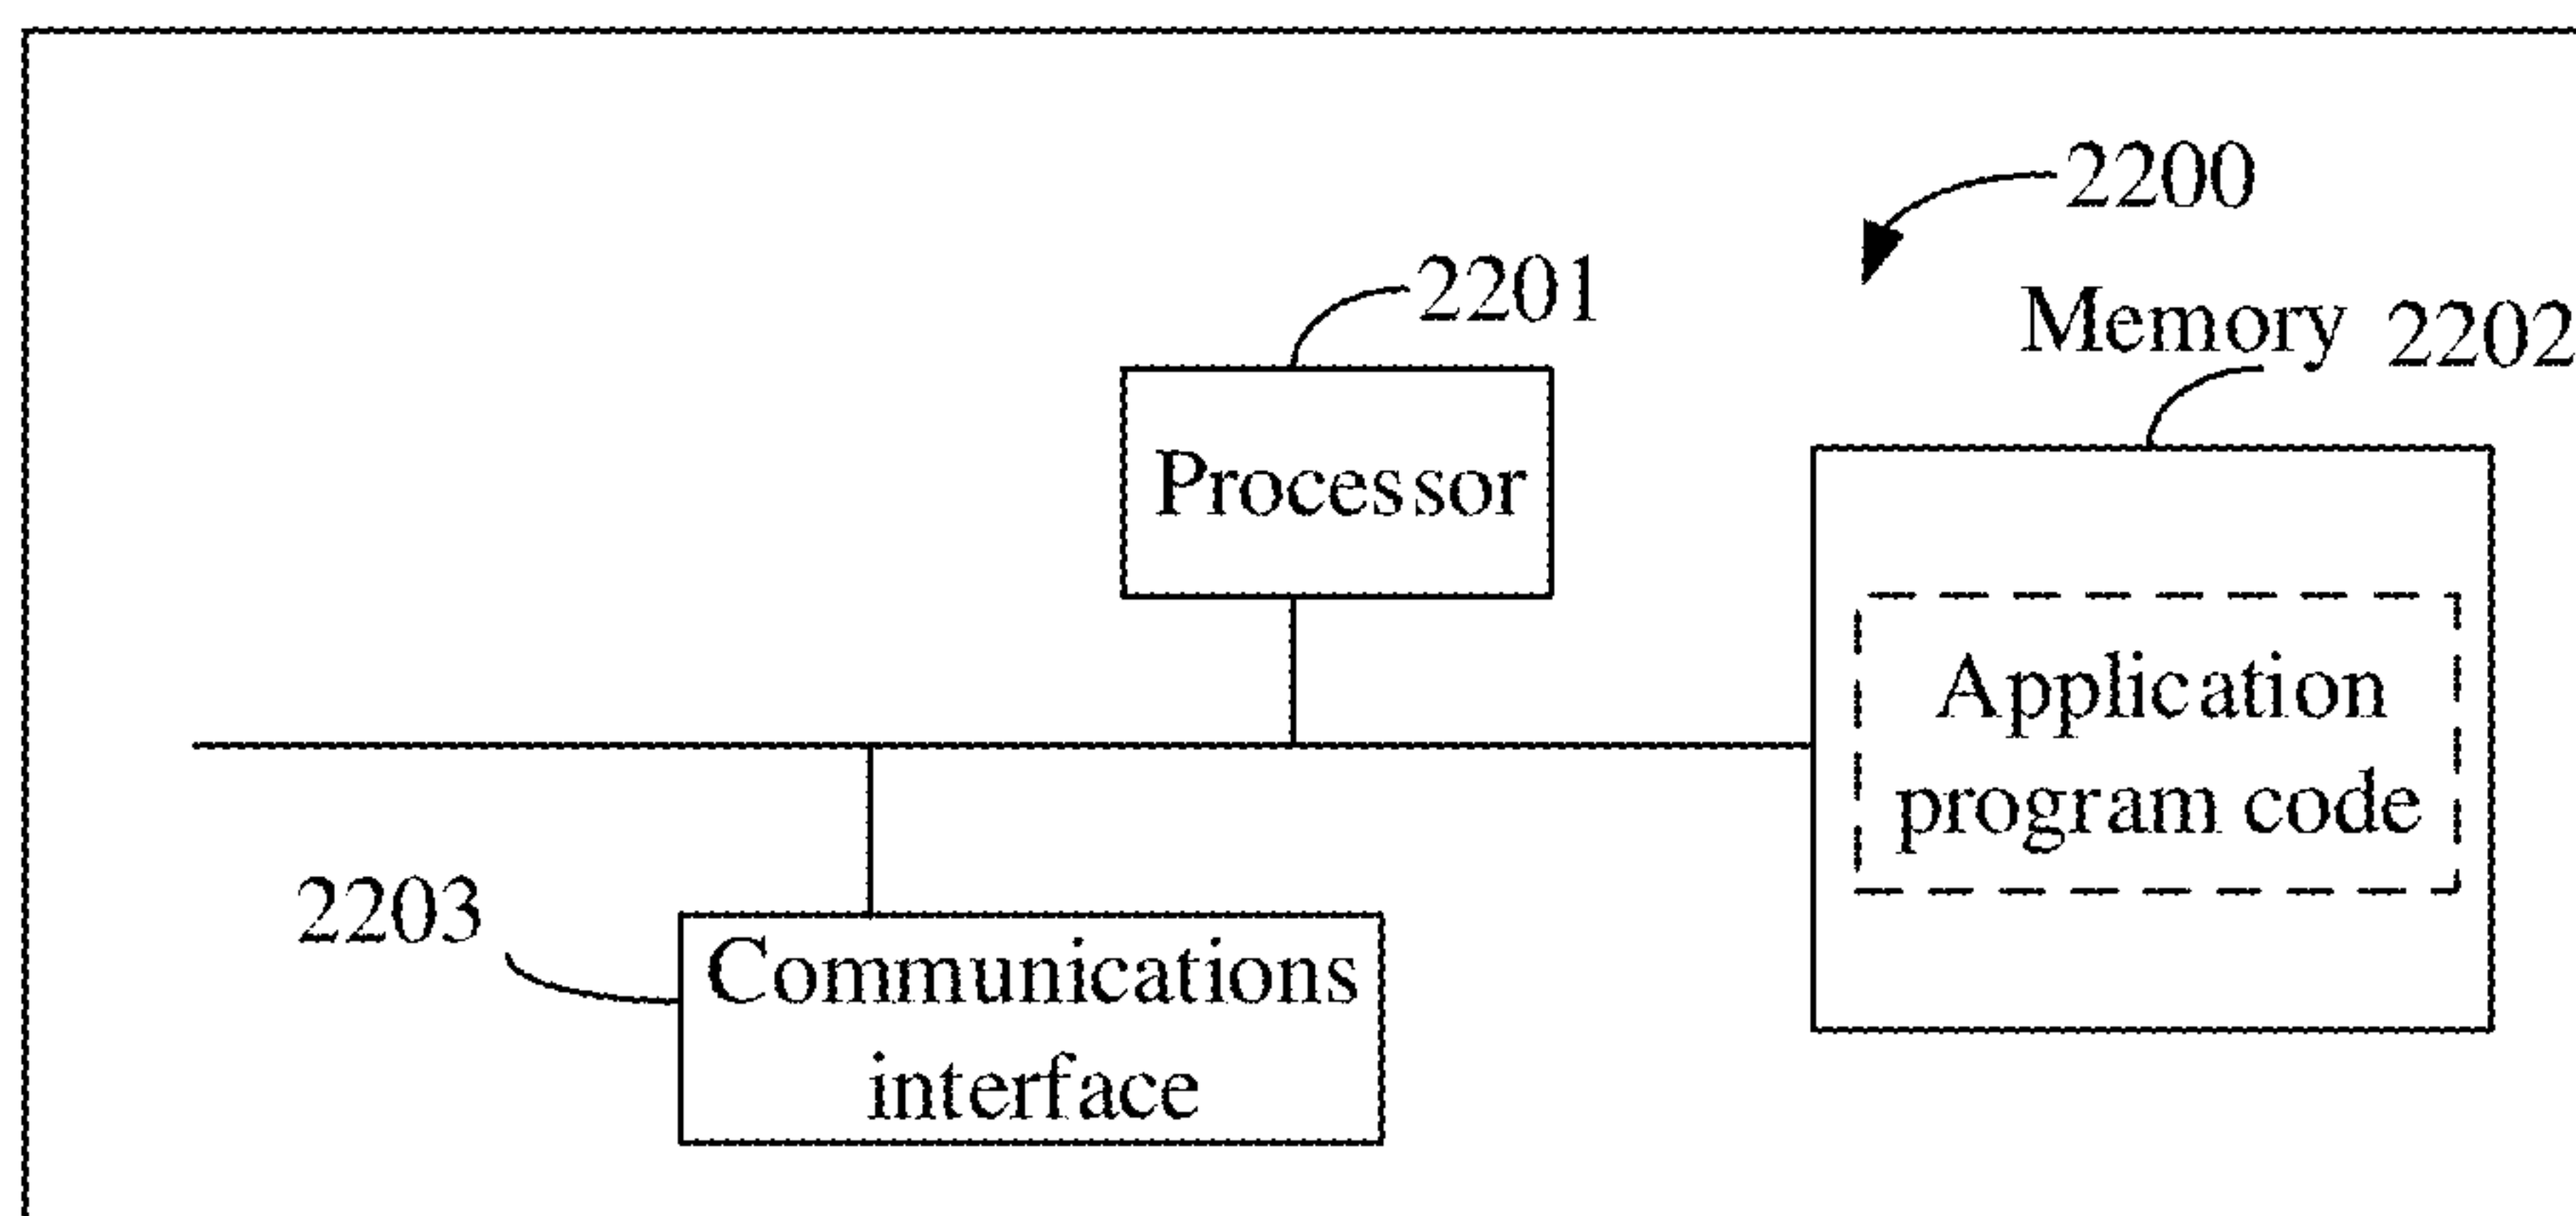 2200
2201
Memory 2202
Processor
Application
program code
2203
Communications
interface